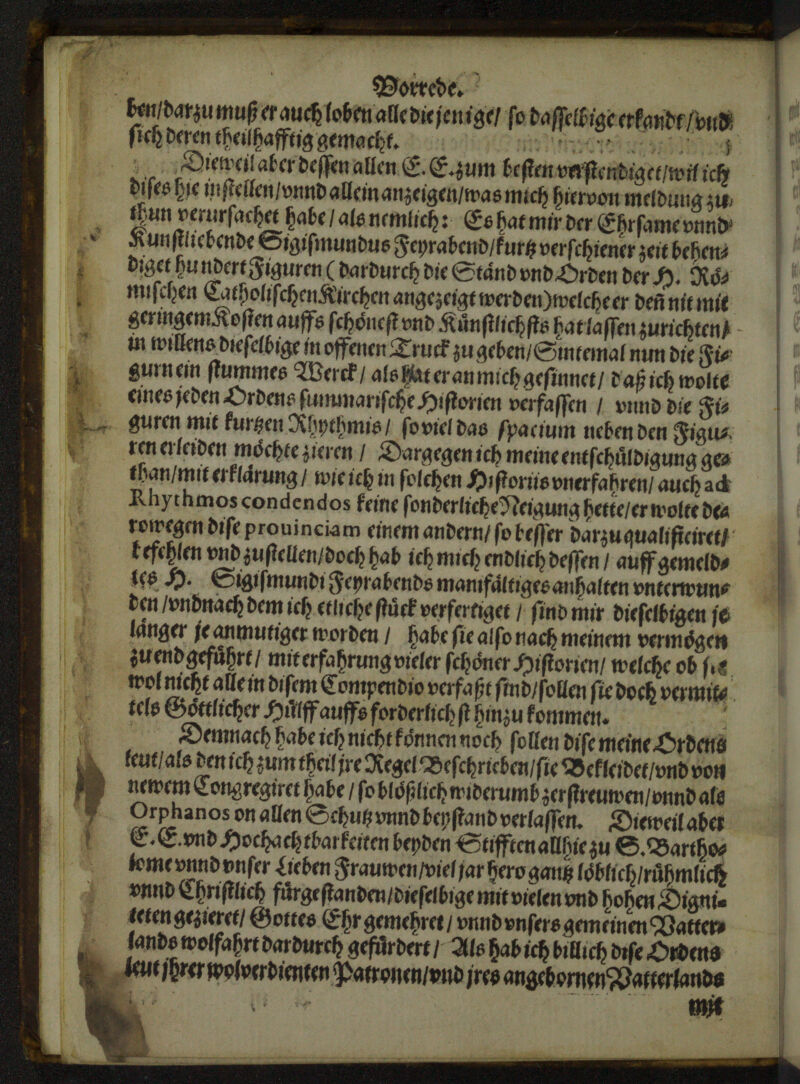 Vorrede.
ben/darzu muß er auch loben alle die jenige/ so dasselbige erkandt/vnd
sich deren theilhafftig gemacht.
Dieweil aber dessen allen E. E. zum besten verstendiget/wil ich
dises hie instellen/vnnd allein anzeigen/was mich hiervon meldung zu
thun verursachet habe/ als nemlich: Es hat mir der Ehrsame vnnd
Kunstliebende Sigismundus Feyrabend/kurtz verschiener zeit behen-
diget hundert Figuren (dardurch die Ständ vnd Orden der H. Rö-
mischen Catholischen Kirchen angezeigt werden) welche er deñ nit mit
geringem Kosten auffs schönest vnd Künstlichst hat lassen zurichten/
in willens dieselbige in offenen Truck zu geben/Sintemal nun die Fi-
gurn ein stummes Werck/ als hat er an mich gesinnet/ daß ich wolte
eines jeden Ordens summarische Historien verfassen / vnnd die Fi-
guren mit kurtzen Rhythmis/ so viel das spacium neben den Figu-
ren erleiden möchte zieren / Dargegen ich meine entschüldigung ge-
than/mit erklärung/ wie ich in solchen Historiis vnerfahren/ auch ad
Rhythmos condendos keine sonderliche Neigung hette/er wolte de-
rowegen dise prouinciam einem andern/ so besser darzu qualificiret/
befehlen vnd zustellen/doch hab ich mich endlich dessen / auff gemeld-
tes H. Sigismundi Feyrabends manifältiges anhalten vnterwun-
den/vnd nach dem ich etliche stück verfertiget / sind mir dieselbigen je
länger je anmutiger worden / habe sie also nach meinem vermögen
zu end geführt/ mit erfahrung vieler schöner Historien/ welche ob sie
wol nicht alle in disem Compendio verfaßt sind/sollen sie doch vermit-
tels Göttlicher Hülff auffs forderlichst hinzu kommen.
Demnach habe ich nicht können noch sollen dise meine Ordens
leut/als den ich zum theil jre Regel Beschrieben/sie Bekleidet/vnd von
newem Congregiret habe / so blößlich widerumb zerstreuwen/vnnd als
Orphanos on allen Schutz vnnd beystand verlassen. Dieweil aber
E. E. vnd Hochachtbarkeiten beyden Stifften allhie zu S. Bartho-
lome vnnd vnser Lieben Frauwen/viel jar hero gantz löblich/rühmlich
vnnd Christlich fürgestanden/dieselbige mit vielen vnd hohen Digni-
teten gezieret/ Gottes Ehr gemehret/ vnnd vnsers gemeinen Vatter-
lands wolfahrt dardurch gefürdert/ Als hab ich billich dise Ordens
leut jhrer wolverdienten Patronen/vnd jres angebornen Vatterlands
mit